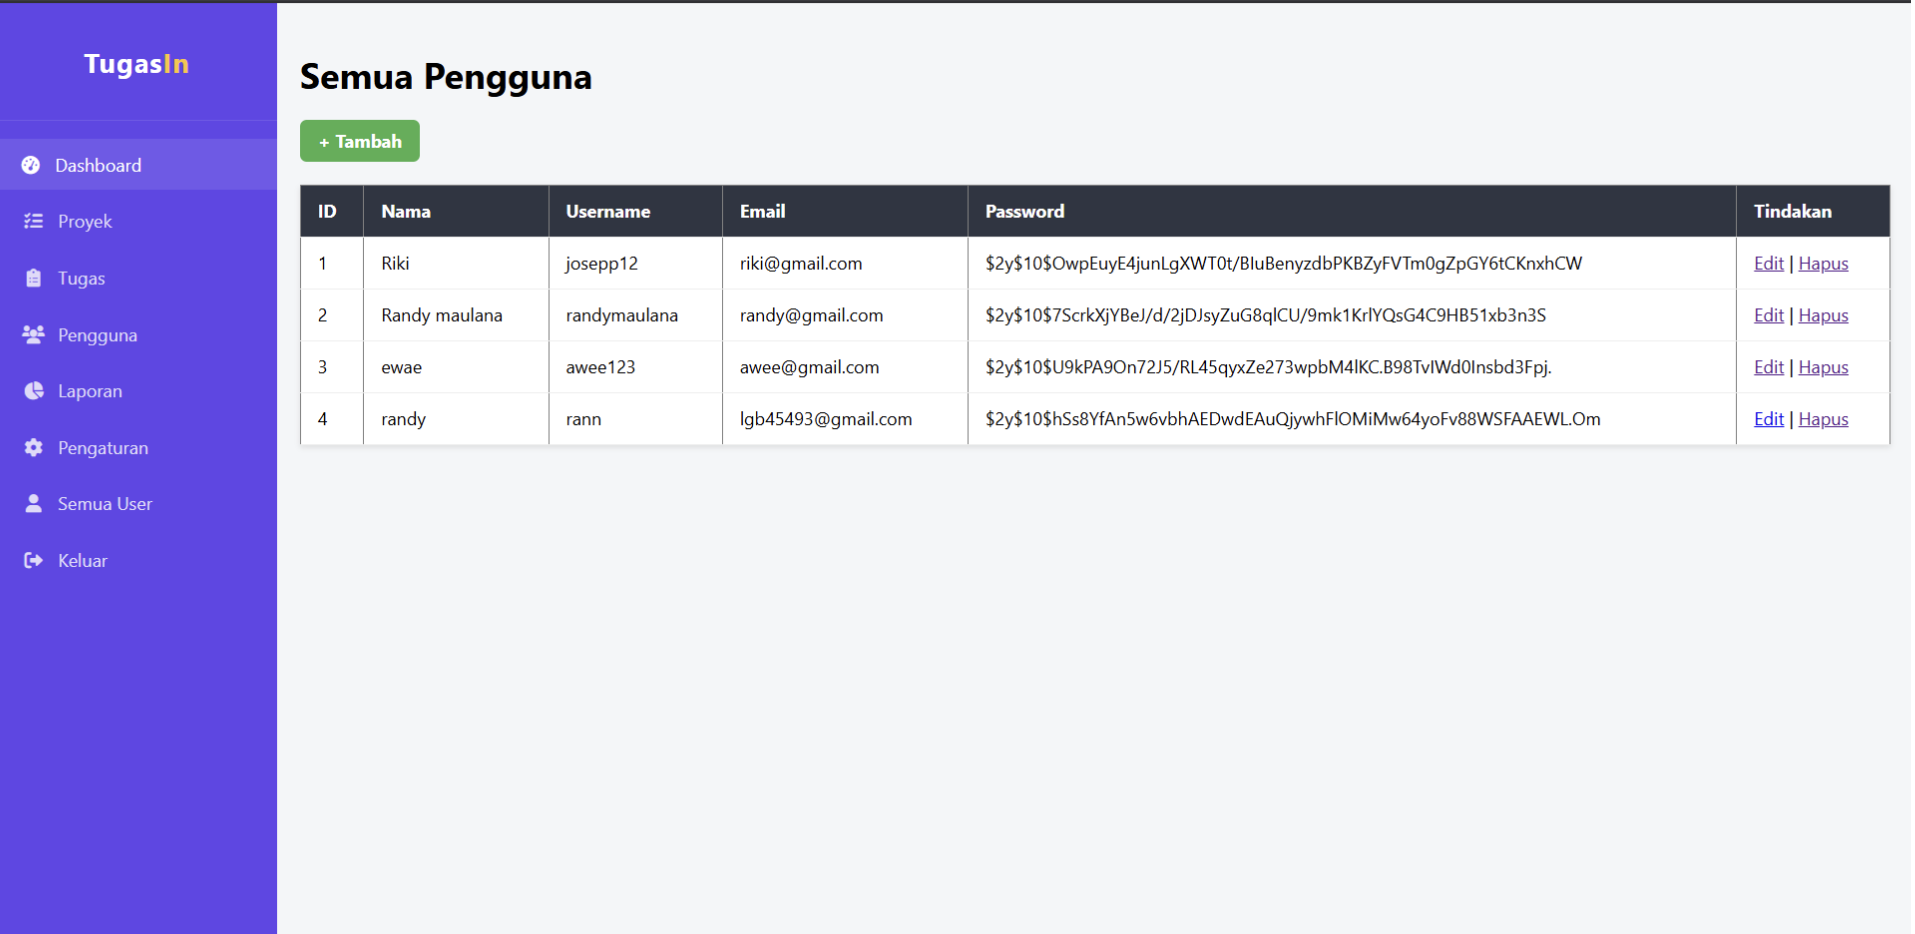 TugasIn
Dashboard
Proyek
Tugas
Pengguna
Laporan
Pengaturan
Semua User
Keluar
Semua Pengguna
+ Tambah
ID Nama Username Email Password Tindakan
1 Riki josepp12 riki@gmail.com $2y$10$OwpEuyE4junLgXWT0t/BIuBenyzdbPKBZyFVTm0gZpGY6tCKnxhCW Edit | Hapus
2 Randy maulana randymaulana randy@gmail.com $2y$10$7ScrkXjYBeJ/d/2jDJsyZuG8qlCU/9mk1KrlYQsG4C9HB51xb3n3S Edit | Hapus
3 ewae awee123 awee@gmail.com $2y$10$U9kPA9On72J5/RL45qyxZe273wpbM4lKC.B98TvIWd0Insbd3Fpj. Edit | Hapus
4 randy rann lgb45493@gmail.com $2y$10$hSs8YfAn5w6vbhAEDwdEAuQjywhFlOMiMw64yoFv88WSFAAEWL.Om Edit | Hapus